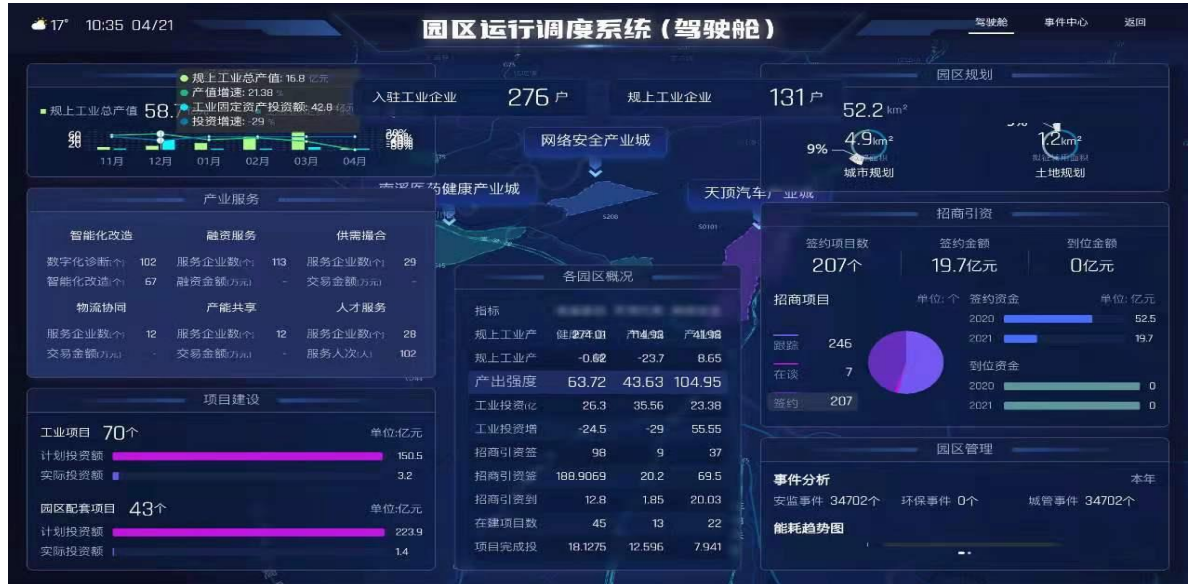 17° 10:35 04/21
园区运行调度系统(驾驶舱)
驾驶舱 事件中心 返回
规上工业总产值: 16.8 亿元
产值增速: 21.38 %
工业固定资产投资额: 42.8
投资增速: -29 %
规上工业总产值 58.7
11月 12月 01月 02月 03月 04月
入驻工业企业 276 户
规上工业企业 131 户
网络安全产业城
南溪医药健康产业城
天顶汽车产业城
S200
S0101
园区规划
52.2 km²
4.9km²
9%
城市规划
1.2km²
土地规划
产业服务
智能化改造 融资服务 供需撮合
数字化诊断(个) 102 服务企业数(个) 113 服务企业数(个) 29
智能化改造(个) 67 融资金额(万元) - 交易金额(万元) -
物流协同 产能共享 人才服务
服务企业数(个) 12 服务企业数(个) 12 服务企业数(个) 28
交易金额(万元) - 交易金额(万元) - 服务人次(人) 102
项目建设
工业项目 70个 单位:亿元
计划投资额 150.5
实际投资额 3.2
园区配套项目 43个 单位:亿元
计划投资额 223.9
实际投资额 1.4
各园区概况
指标
规上工业产
规上工业产 -23.7 8.65
产出强度 63.72 43.63 104.95
工业投资(亿 26.3 35.56 23.38
工业投资增 -24.5 -29 55.55
招商引资签 98 9 37
招商引资签 188.9069 20.2 69.5
招商引资到 12.8 1.85 20.03
在建项目数 45 13 22
项目完成投 18.1275 12.596 7.941
招商引资
签约项目数 签约金额 到位金额
207个 19.7亿元 0亿元
招商项目 单位: 个
跟踪 246
在谈 7
签约 207
签约资金 单位: 亿元
2020 52.5
2021 19.7
到位资金
2020 0
2021 0
园区管理
事件分析 本年
安监事件 34702个 环保事件 0个 城管事件 34702个
能耗趋势图